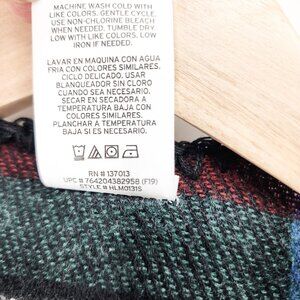 MACHINE WASH COLD WITH
LIKE COLORS. GENTLE CYCLE.
USE NON-CHLORINE BLEACH
WHEN NEEDED. TUMBLE DRY
LOW WITH LIKE COLORS. LOW
IRON IF NEEDED.
LAVAR EN MAQUINA CON AGUA
FRIA CON COLORES SIMILARES.
CICLO DELICADO. USAR
BLANQUEADOR SIN CLORO
CUANDO SEA NECESARIO.
SECAR EN SECADORA A
TEMPERATURA BAJA CON
COLORES SIMILARES.
PLANCHAR A TEMPERATURA
BAJA SI ES NECESARIO.
RN # 137013
UPC # 764204382958 (F19)
STYLE # HLM0131S